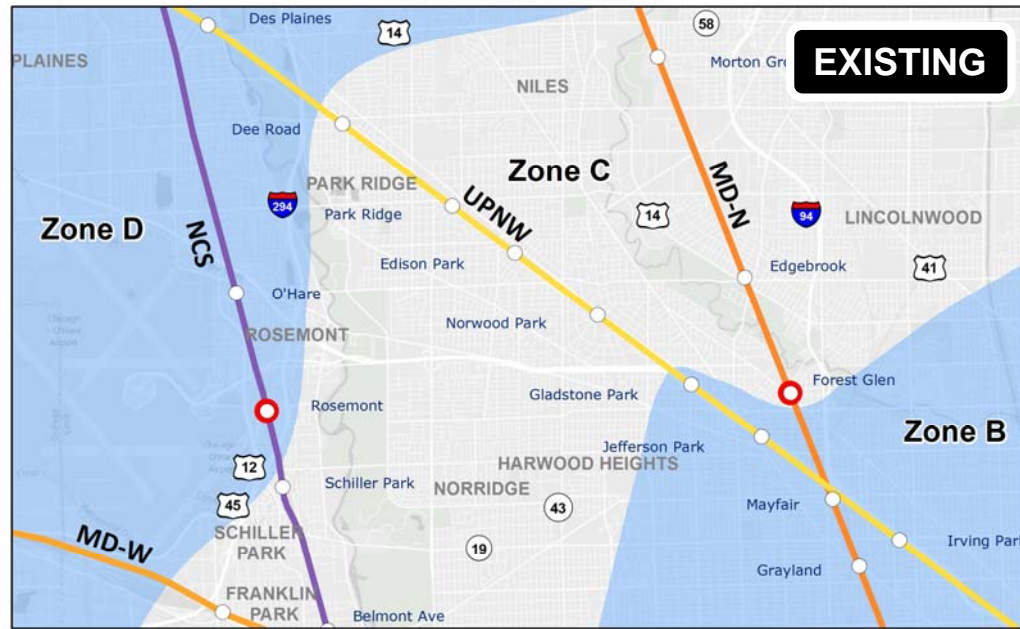 Des Plaines
14
58
PLAINES
Morton Gro
EXISTING
NILES
Dee Road
Zone C
PARK RIDGE
MD-N
294
Park Ridge
UPNW
14
94
LINCOLNWOOD
Zone D
NCS
Edison Park
Edgebrook
41
O'Hare
Norwood Park
ROSEMONT
Forest Glen
Gladstone Park
Rosemont
Zone B
Jefferson Park
12
HARWOOD HEIGHTS
Schiller Park
NORRIDGE
45
43
Mayfair
MD-W
SCHILLER
PARK
19
Irving Park
Grayland
FRANKLIN
PARK
Belmont Ave